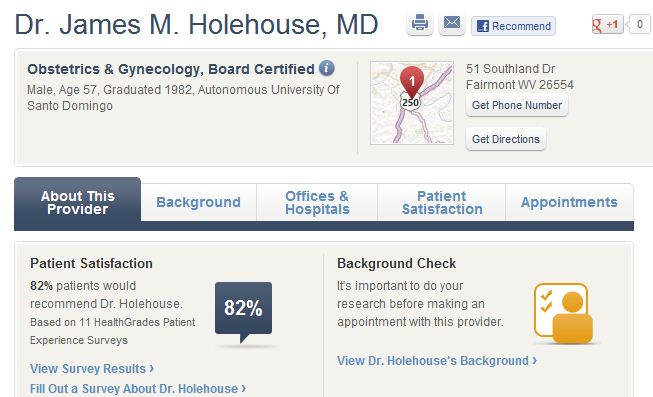 Dr. James M. Holehouse, MD
Recommend
g +1
0
Obstetrics & Gynecology, Board Certified i
Male, Age 57, Graduated 1982, Autonomous University Of
Santo Domingo
1
250
51 Southland Dr
Fairmont WV 26554
Get Phone Number
Get Directions
About This
Provider
Background
Offices &
Hospitals
Patient
Satisfaction
Appointments
Patient Satisfaction
82% patients would
recommend Dr. Holehouse.
Based on 11 HealthGrades Patient
Experience Surveys
82%
View Survey Results ›
Fill Out a Survey About Dr. Holehouse ›
Background Check
It's important to do your
research before making an
appointment with this provider.
View Dr. Holehouse's Background ›